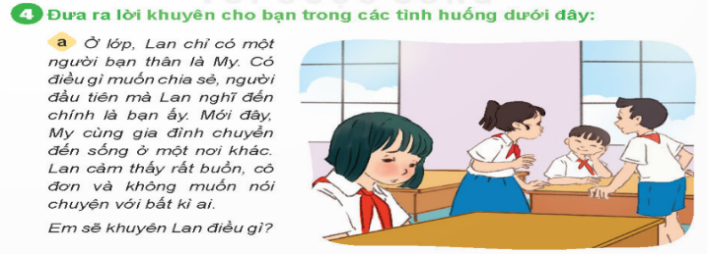 4 Đưa ra lời khuyên cho bạn trong các tình huống dưới đây:
a Ở lớp, Lan chỉ có một
người bạn thân là My. Có
điều gì muốn chia sẻ, người
đầu tiên mà Lan nghĩ đến
chính là bạn ấy. Mới đây,
My cùng gia đình chuyển
đến sống ở một nơi khác.
Lan cảm thấy rất buồn, cô
đơn và không muốn nói
chuyện với bất kì ai.
Em sẽ khuyên Lan điều gì?